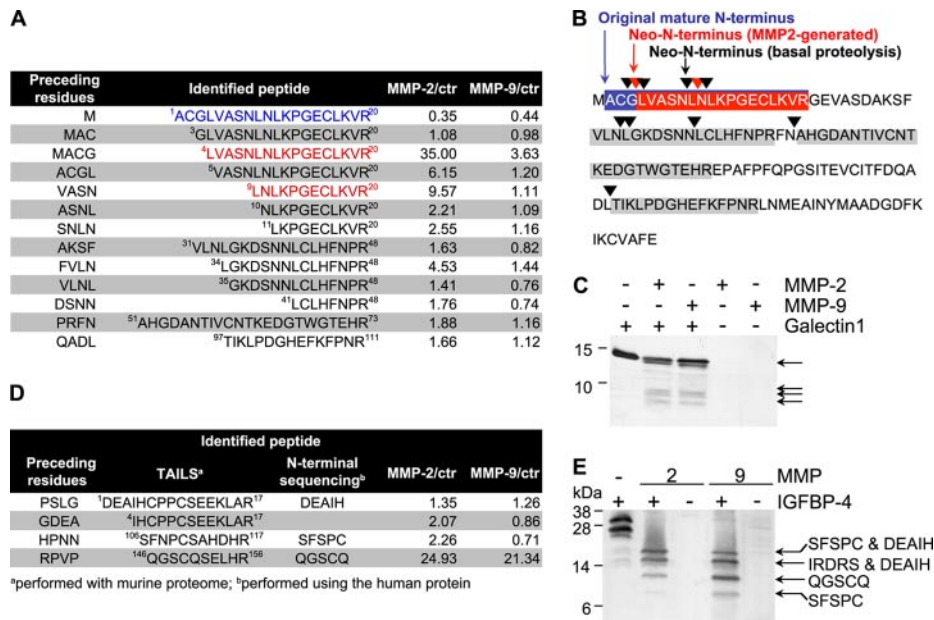 A
Preceding residues Identified peptide MMP-2/ctr MMP-9/ctr
M ¹ACGLVASNLNLKPGECLKVR²⁰ 0.35 0.44
MAC ³GLVASNLNLKPGECLKVR²⁰ 1.08 0.98
MACG ⁴LVASNLNLKPGECLKVR²⁰ 35.00 3.63
ACGL ⁵VASNLNLKPGECLKVR²⁰ 6.15 1.20
VASN ⁹LNLKPGECLKVR²⁰ 9.57 1.11
ASNL ¹⁰NLKPGECLKVR²⁰ 2.21 1.09
SNLN ¹¹LKPGECLKVR²⁰ 2.55 1.16
AKSF ³¹VLNLGKDSNNLCLHFNPR⁴⁸ 1.63 0.82
FVLN ³⁴LGKDSNNLCLHFNPR⁴⁸ 4.53 1.44
VLNL ³⁵GKDSNNLCLHFNPR⁴⁸ 1.41 0.76
DSNN ⁴¹LCLHFNPR⁴⁸ 1.76 0.74
PRFN ⁵¹AHGDANTIVCNTKEDGTWGTEHR⁷³ 1.88 1.16
QADL ⁹⁷TIKLPDGHEFKFPNR¹¹¹ 1.66 1.12
B
Original mature N-terminus
Neo-N-terminus (MMP2-generated)
Neo-N-terminus (basal proteolysis)
MACGLVASNLNLKPGECLKVRGEVASDAKSF
VLNLGKDSNNLCLHFNPRFNAHGDANTIVCNT
KEDGTWGTEHREPAFPFQPGSITEVCITFDQA
DLTIKLPDGHEFKFPNRLNMEAINYMAADGDFK
IKCVAFE
C
- + - + - MMP-2
- - + - + MMP-9
+ + + - - Galectin1
15
10
D
Identified peptide
Preceding residues TAILSᵃ N-terminal sequencingᵇ MMP-2/ctr MMP-9/ctr
PSLG ¹DEAIHCPPCSEEKLAR¹⁷ DEAIH 1.35 1.26
GDEA ⁴IHCPPCSEEKLAR¹⁷ 2.07 0.86
HPNN ¹⁰⁶SFNPCSAHDHR¹¹⁷ SFSPC 2.26 0.71
RPVP ¹⁴⁶QGSCQSELHR¹⁵⁶ QGSCQ 24.93 21.34
ᵃperformed with murine proteome; ᵇperformed using the human protein
E
- 2 9 MMP
kDa + + - + - IGFBP-4
38
28
14
6
SFSPC & DEAIH
IRDRS & DEAIH
QGSCQ
SFSPC